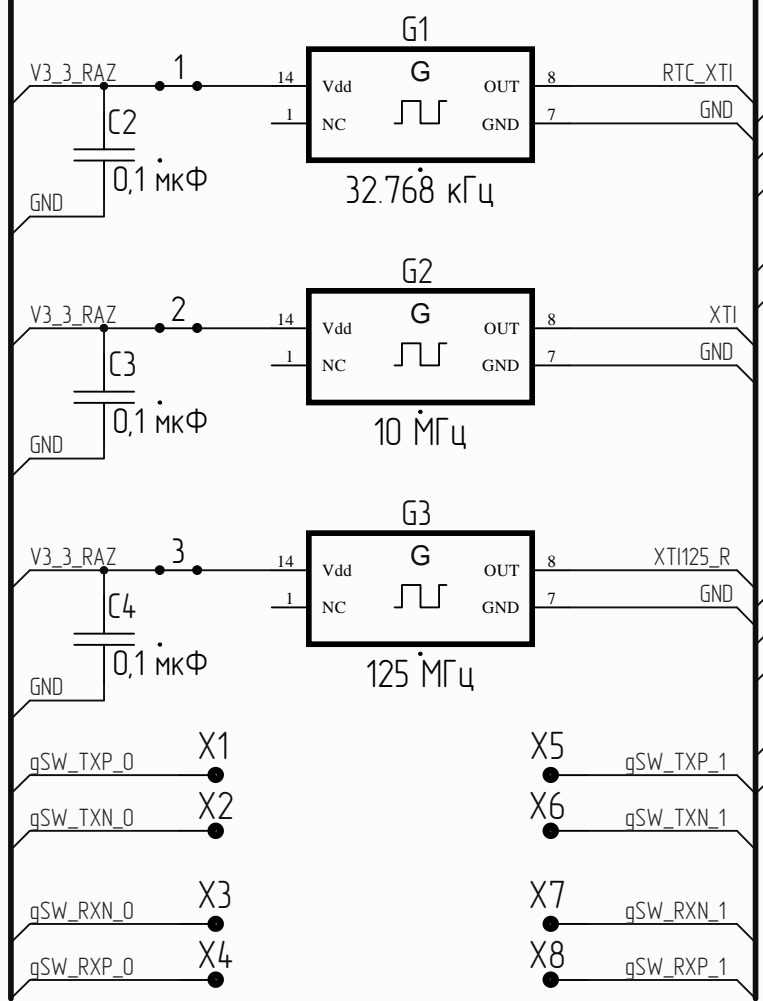 G1
V3_3_RAZ 1 14 Vdd G OUT 8 RTC_XTI
1 NC GND 7 GND
C2
0,1 мкФ
32.768 кГц
GND
G2
V3_3_RAZ 2 14 Vdd G OUT 8 XTI
1 NC GND 7 GND
C3
0,1 мкФ
10 МГц
GND
G3
V3_3_RAZ 3 14 Vdd G OUT 8 XTI125_R
1 NC GND 7 GND
C4
0,1 мкФ
125 МГц
GND
gSW_TXP_0 X1 X5 gSW_TXP_1
gSW_TXN_0 X2 X6 gSW_TXN_1
gSW_RXN_0 X3 X7 gSW_RXN_1
gSW_RXP_0 X4 X8 gSW_RXP_1